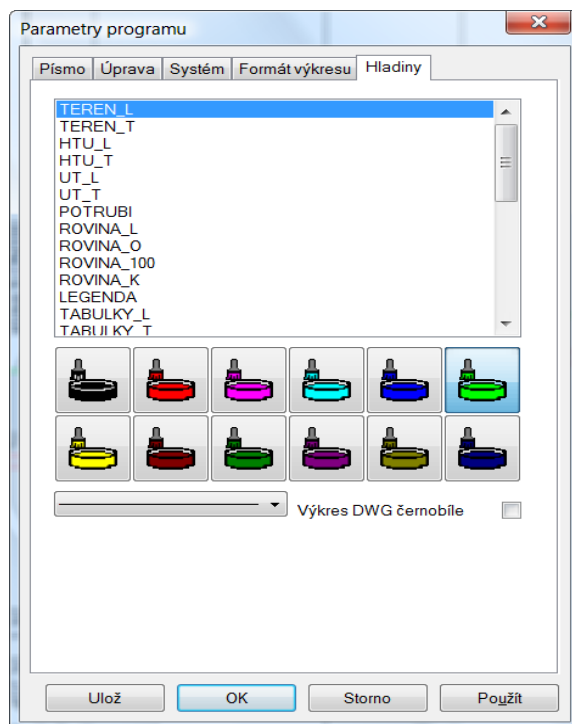 Parametry programu
Písmo Úprava Systém Formát výkresu Hladiny
TEREN_L
TEREN_T
HTU_L
HTU_T
UT_L
UT_T
POTRUBI
ROVINA_L
ROVINA_O
ROVINA_100
ROVINA_K
LEGENDA
TABULKY_L
TABULKY_T
Výkres DWG černobíle
Ulož OK Storno Použít